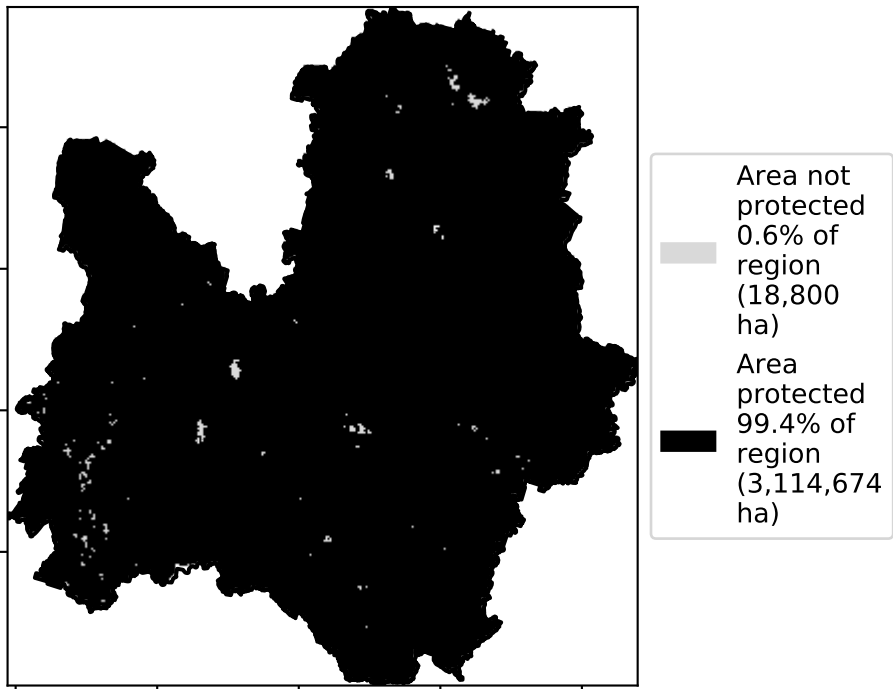 Area not
protected
0.6% of
region
(18,800
ha)
Area
protected
99.4% of
region
(3,114,674
ha)